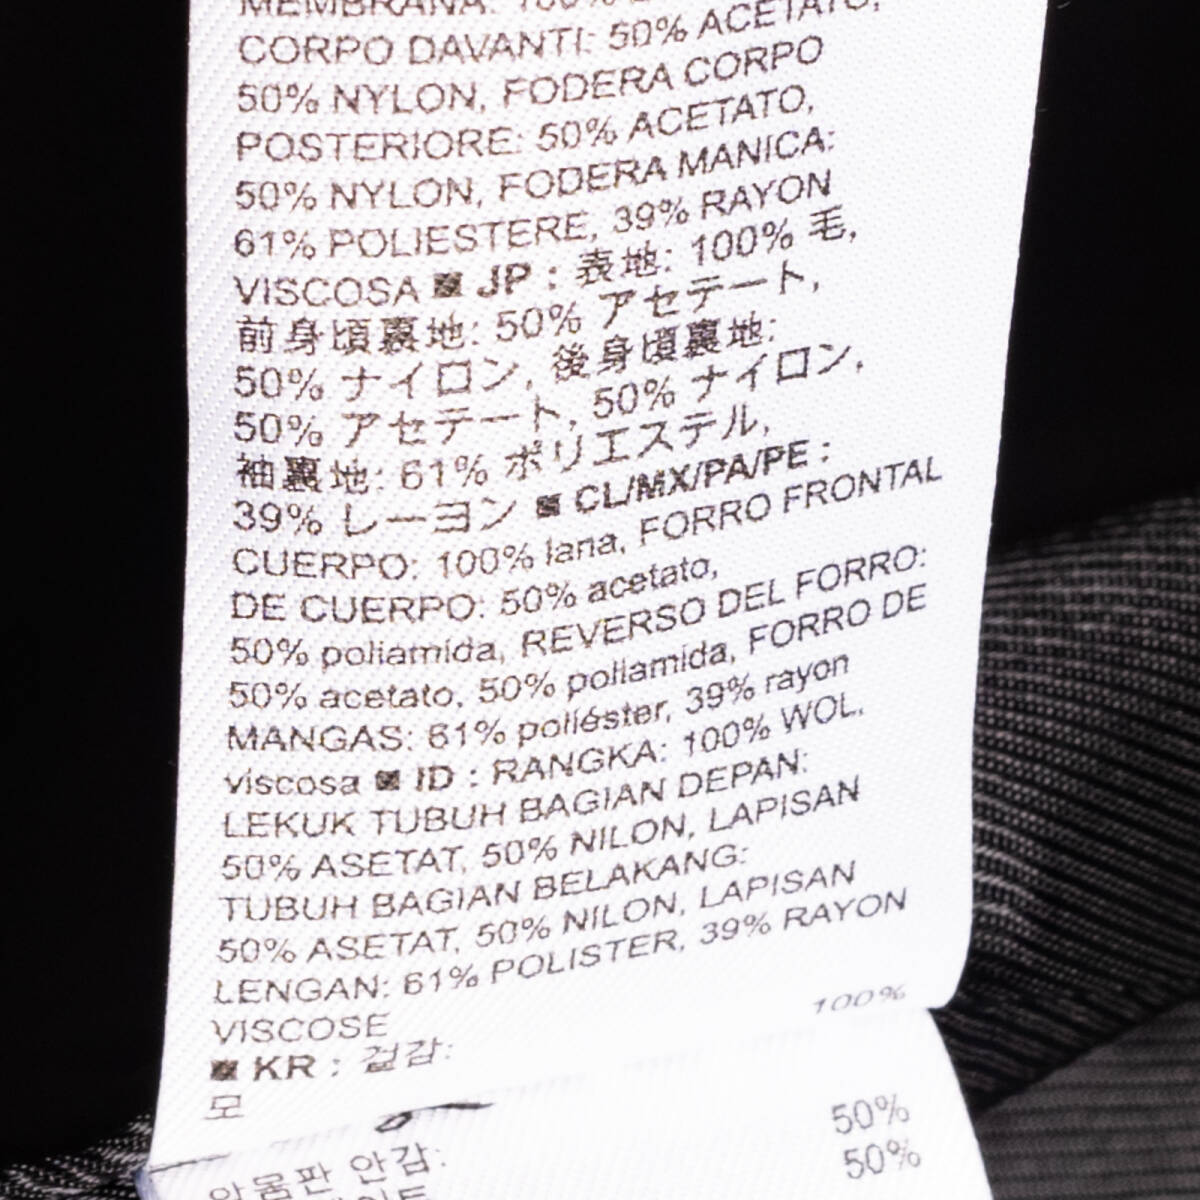 MEMBRANA: 100%
CORPO DAVANTI: 50% ACETATO,
50% NYLON, FODERA CORPO
POSTERIORE: 50% ACETATO,
50% NYLON, FODERA MANICA:
61% POLIESTERE, 39% RAYON
VISCOSA ■ JP : 表地: 100% 毛,
前身頃裏地: 50% アセテート,
50% ナイロン, 後身頃裏地:
50% アセテート, 50% ナイロン,
袖裏地: 61% ポリエステル,
39% レーヨン ■ CL/MX/PA/PE :
CUERPO: 100% lana, FORRO FRONTAL
DE CUERPO: 50% acetato,
50% poliamida, REVERSO DEL FORRO:
50% acetato, 50% poliamida, FORRO DE
MANGAS: 61% poliéster, 39% rayon
viscosa ■ ID : RANGKA: 100% WOL,
LEKUK TUBUH BAGIAN DEPAN:
50% ASETAT, 50% NILON, LAPISAN
TUBUH BAGIAN BELAKANG:
50% ASETAT, 50% NILON, LAPISAN
LENGAN: 61% POLISTER, 39% RAYON
VISCOSE
■ KR : 겉감:
모 100%
앞몸판 안감:
50%
50%